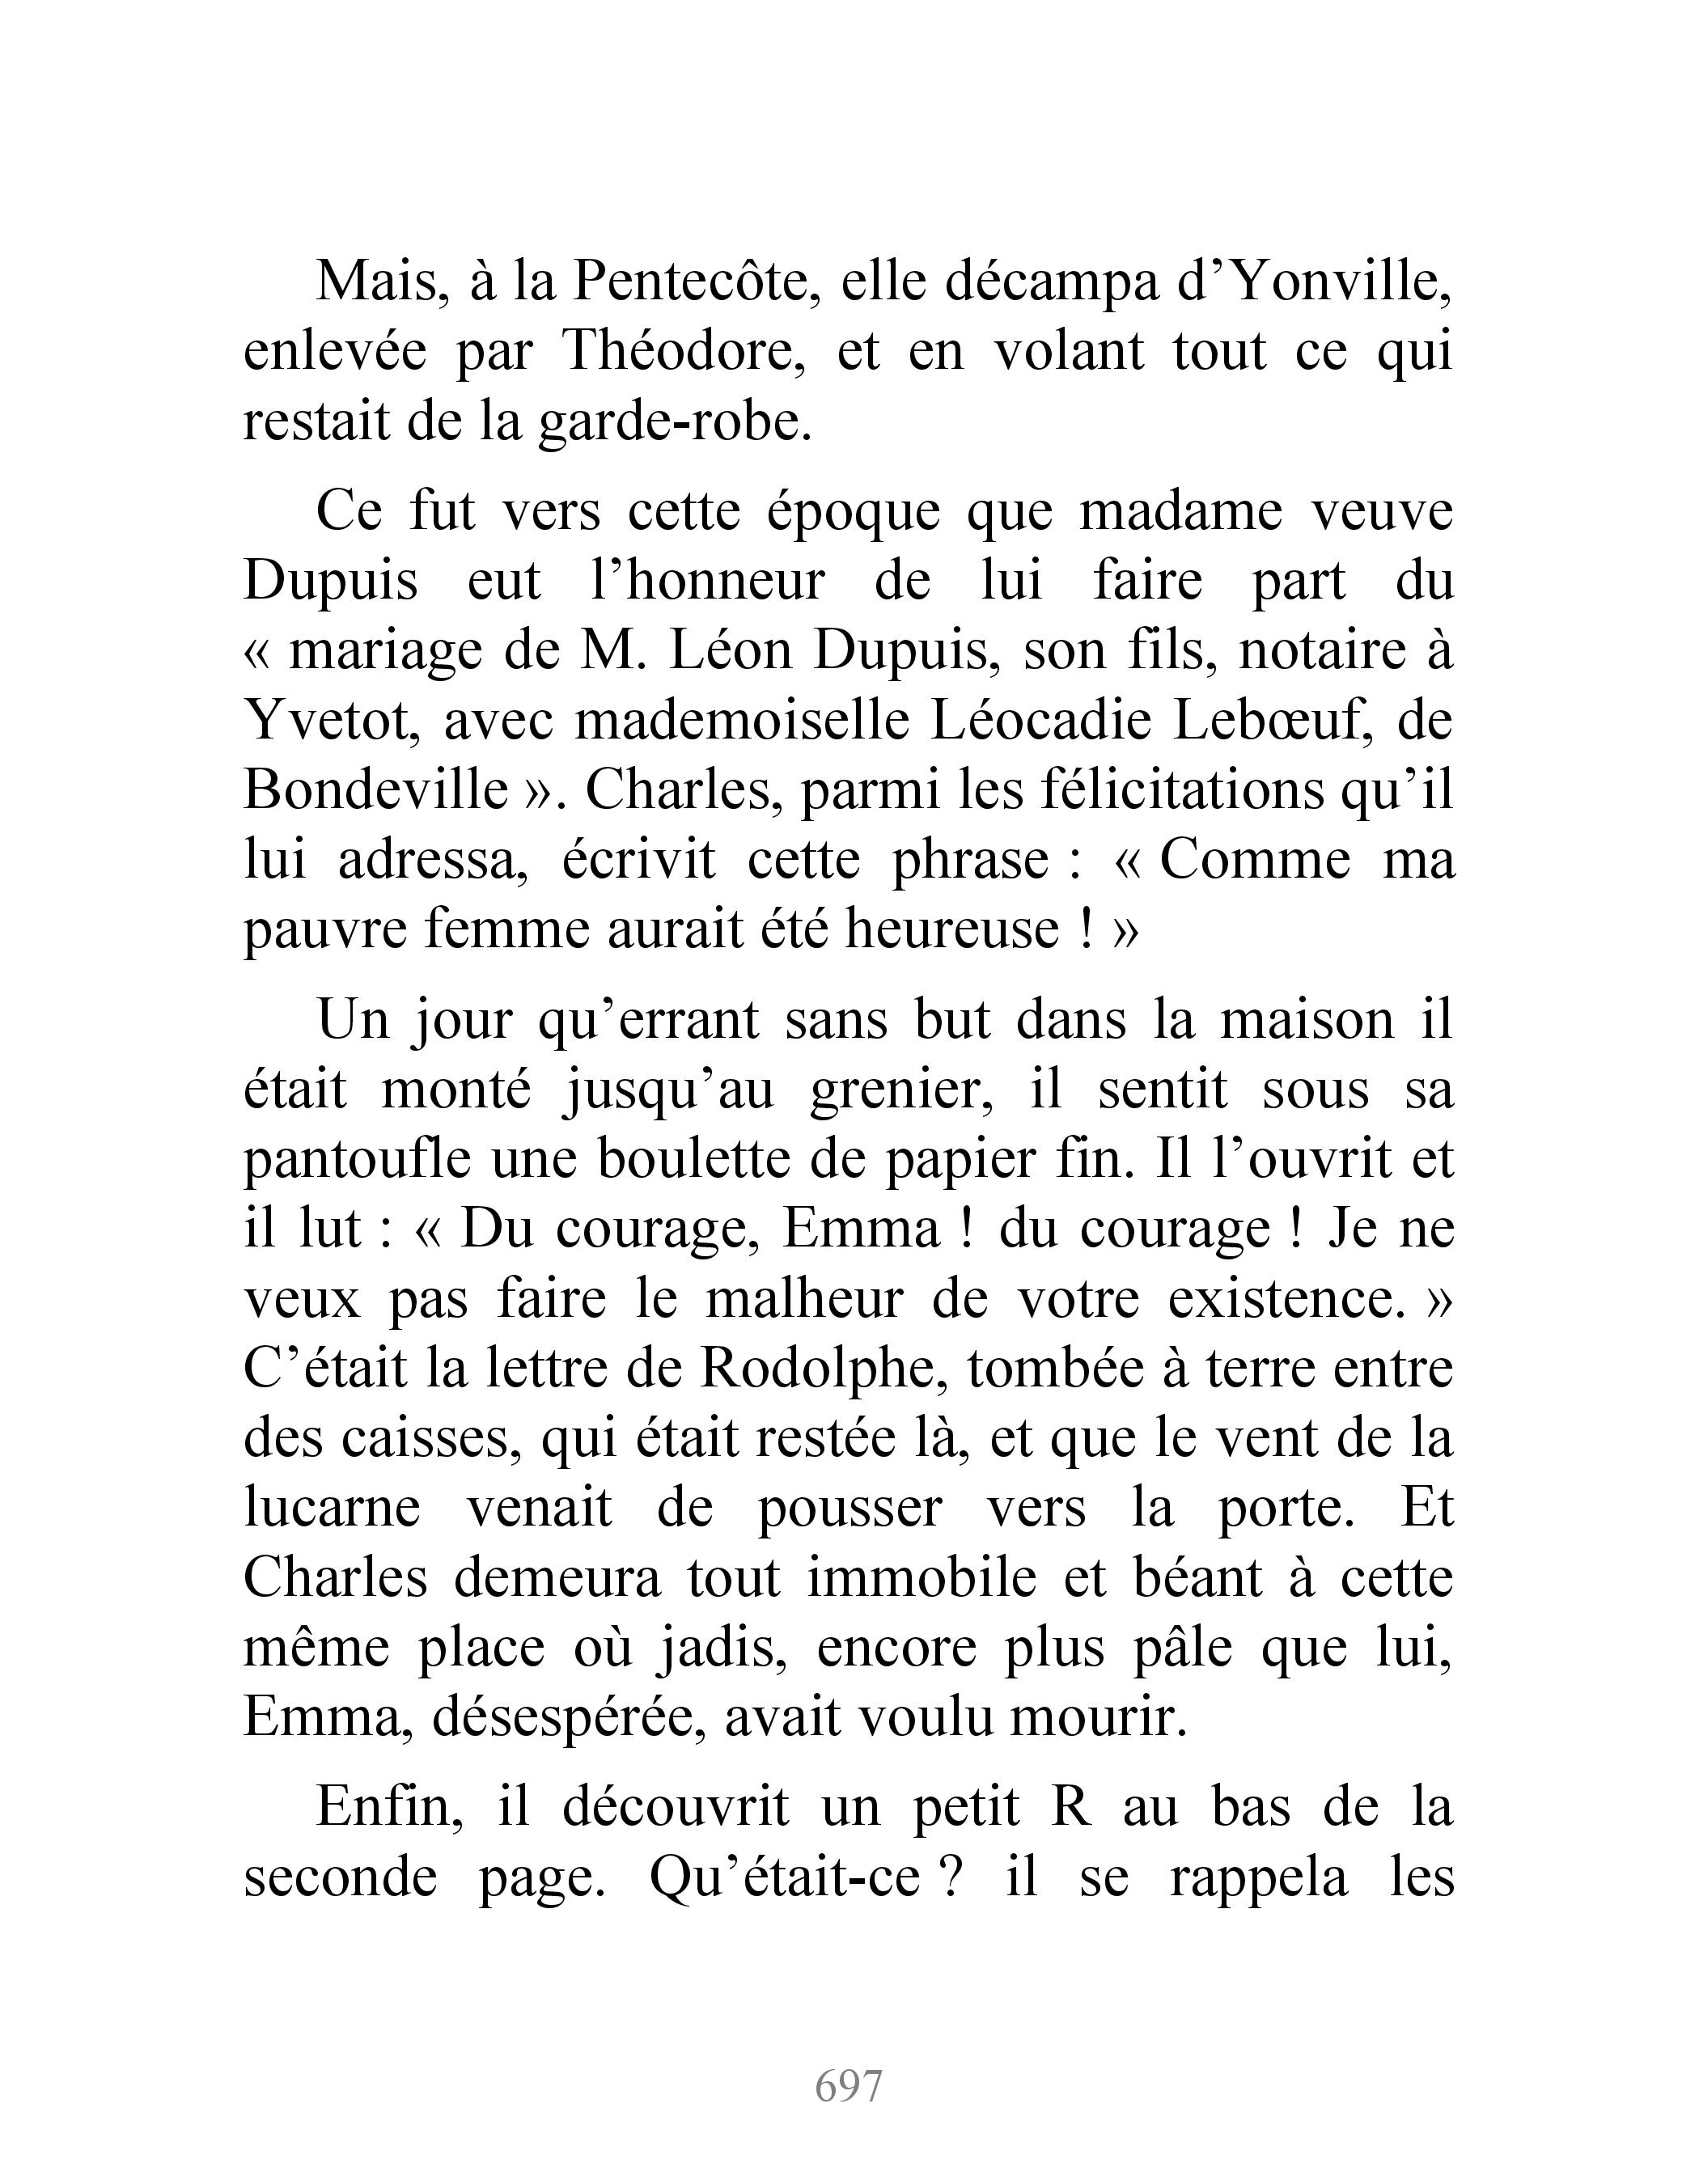 Mais, à la Pentecôte, elle décampa d’Yonville,
enlevée par Théodore, et en volant tout ce qui
restait de la garde-robe.
Ce fut vers cette époque que madame veuve
Dupuis eut l’honneur de lui faire part du
« mariage de M. Léon Dupuis, son fils, notaire à
Yvetot, avec mademoiselle Léocadie Lebœuf, de
Bondeville ». Charles, parmi les félicitations qu’il
lui adressa, écrivit cette phrase : « Comme ma
pauvre femme aurait été heureuse ! »
Un jour qu’errant sans but dans la maison il
était monté jusqu’au grenier, il sentit sous sa
pantoufle une boulette de papier fin. Il l’ouvrit et
il lut : « Du courage, Emma ! du courage ! Je ne
veux pas faire le malheur de votre existence. »
C’était la lettre de Rodolphe, tombée à terre entre
des caisses, qui était restée là, et que le vent de la
lucarne venait de pousser vers la porte. Et
Charles demeura tout immobile et béant à cette
même place où jadis, encore plus pâle que lui,
Emma, désespérée, avait voulu mourir.
Enfin, il découvrit un petit R au bas de la
seconde page. Qu’était-ce ? il se rappela les
697